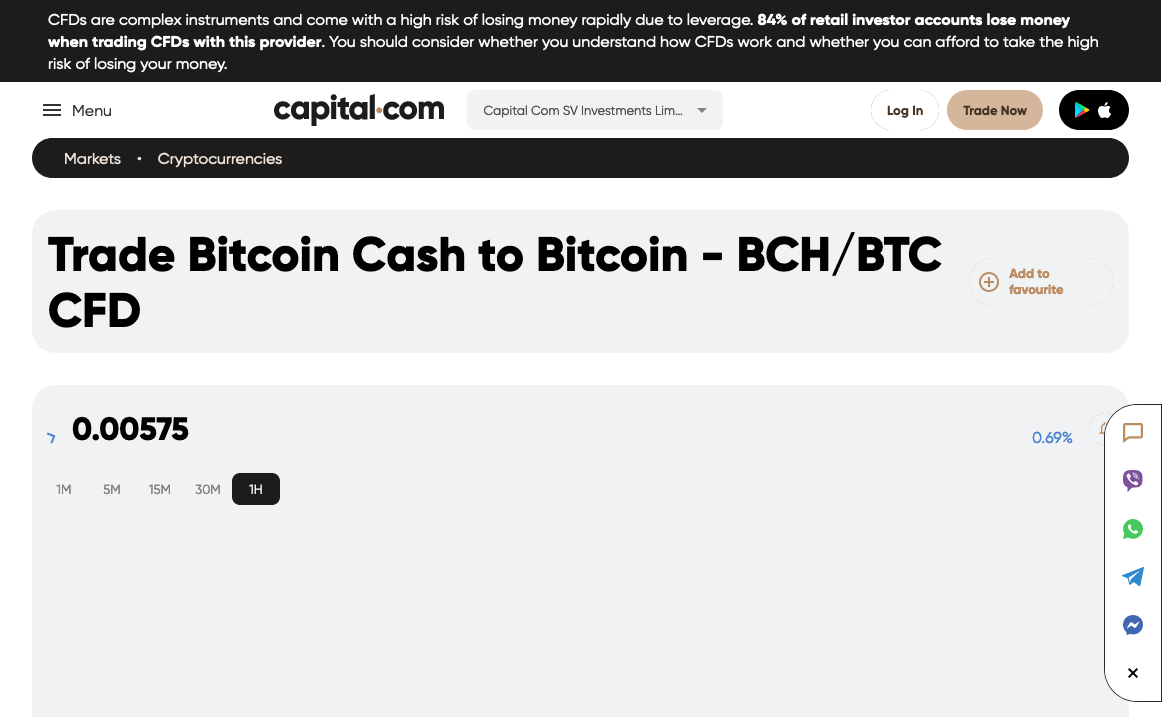 CFDs are complex instruments and come with a high risk of losing money rapidly due to leverage. 84% of retail investor accounts lose money
when trading CFDs with this provider. You should consider whether you understand how CFDs work and whether you can afford to take the high
risk of losing your money.
Menu
capital.com
Capital Com SV Investments Lim...
Log In
Trade Now
Markets • Cryptocurrencies
Trade Bitcoin Cash to Bitcoin - BCH/BTC
CFD
Add to
favourite
0.00575
0.69%
1M 5M 15M 30M 1H